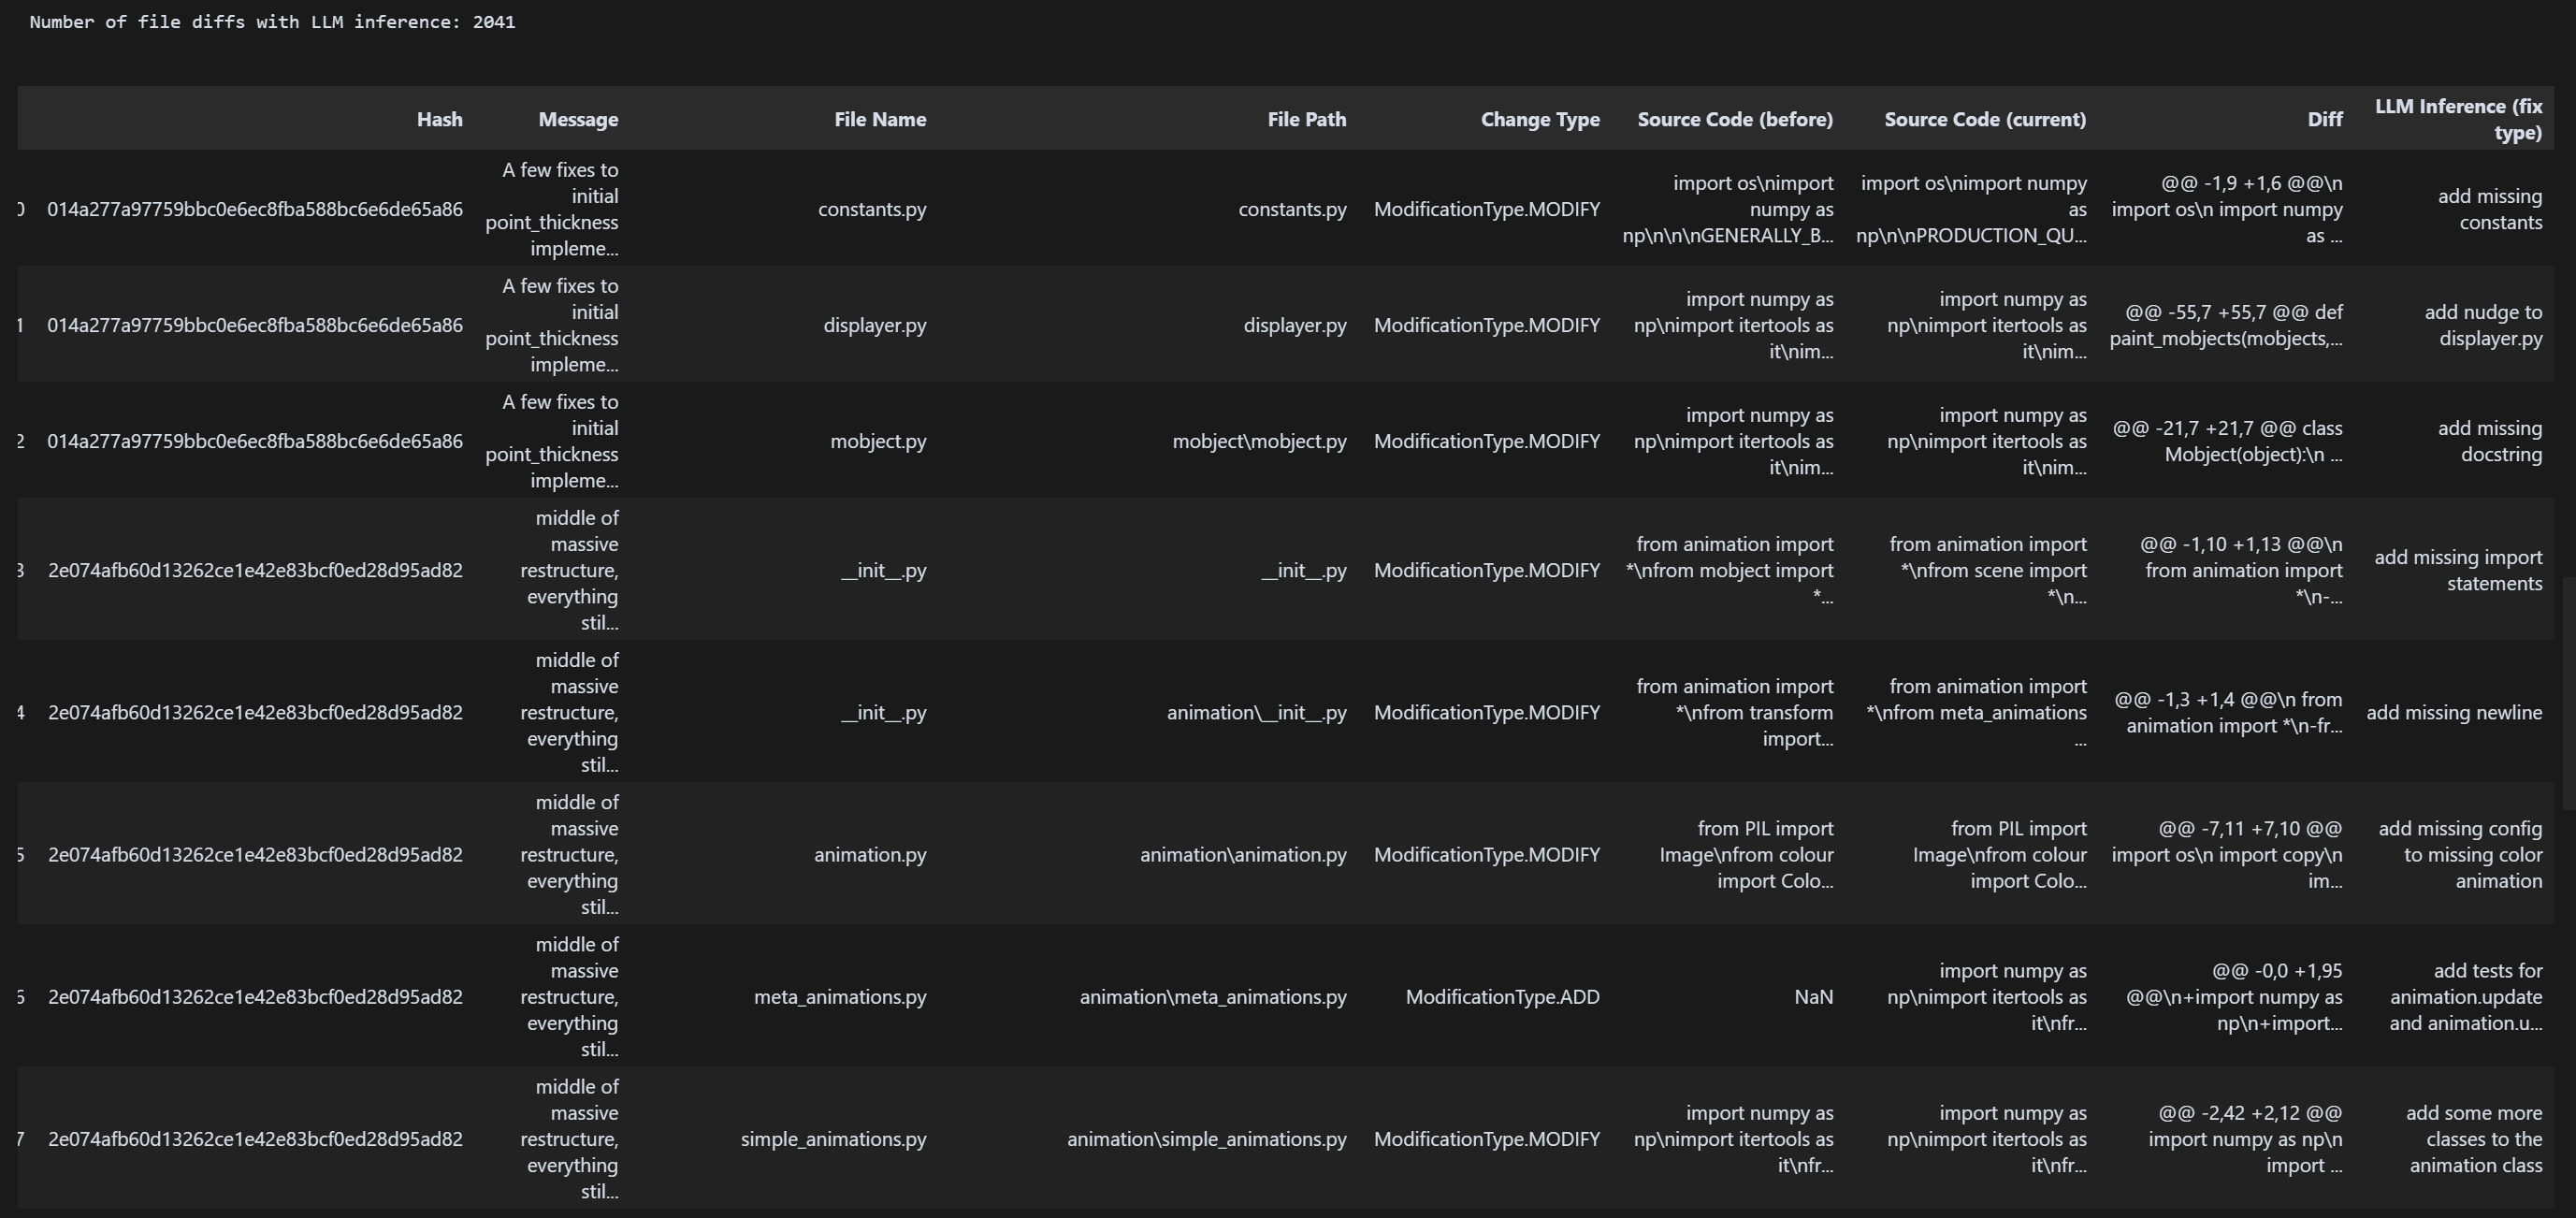 Number of file diffs with LLM inference: 2041
Hash Message File Name File Path Change Type Source Code (before) Source Code (current) Diff LLM Inference (fix
type)
0 014a277a97759bbc0e6ec8fba588bc6e6de65a86
A few fixes to
initial
point_thickness
impleme...
constants.py
constants.py
ModificationType.MODIFY
import os\nimport
numpy as
np\n\n\nGENERALLY_B...
import os\nimport numpy
as
np\n\nPRODUCTION_QU...
@@ -1,9 +1,6 @@\n
import os\n import numpy
as ...
add missing
constants
1 014a277a97759bbc0e6ec8fba588bc6e6de65a86
A few fixes to
initial
point_thickness
impleme...
displayer.py
displayer.py
ModificationType.MODIFY
import numpy as
np\nimport itertools as
it\nim...
import numpy as
np\nimport itertools as
it\nim...
@@ -55,7 +55,7 @@ def
paint_mobjects(mobjects,...
add nudge to
displayer.py
2 014a277a97759bbc0e6ec8fba588bc6e6de65a86
A few fixes to
initial
point_thickness
impleme...
mobject.py
mobject\mobject.py
ModificationType.MODIFY
import numpy as
np\nimport itertools as
it\nim...
import numpy as
np\nimport itertools as
it\nim...
@@ -21,7 +21,7 @@ class
Mobject(object):\n ...
add missing
docstring
3 2e074afb60d13262ce1e42e83bcf0ed28d95ad82
middle of
massive
restructure,
everything
stil...
__init__.py
__init__.py
ModificationType.MODIFY
from animation import
*\nfrom mobject import
*...
from animation import
*\nfrom scene import
*\n...
@@ -1,10 +1,13 @@\n
from animation import
*\n-...
add missing import
statements
4 2e074afb60d13262ce1e42e83bcf0ed28d95ad82
middle of
massive
restructure,
everything
stil...
__init__.py
animation\__init__.py
ModificationType.MODIFY
from animation import
*\nfrom transform
import...
from animation import
*\nfrom meta_animations
...
@@ -1,3 +1,4 @@\n from
animation import *\n-fr...
add missing newline
5 2e074afb60d13262ce1e42e83bcf0ed28d95ad82
middle of
massive
restructure,
everything
stil...
animation.py
animation\animation.py
ModificationType.MODIFY
from PIL import
Image\nfrom colour
import Colo...
from PIL import
Image\nfrom colour
import Colo...
@@ -7,11 +7,10 @@
import os\n import copy\n
im...
add missing config
to missing color
animation
6 2e074afb60d13262ce1e42e83bcf0ed28d95ad82
middle of
massive
restructure,
everything
stil...
meta_animations.py
animation\meta_animations.py
ModificationType.ADD
NaN
import numpy as
np\nimport itertools as
it\nfr...
@@ -0,0 +1,95
@@\n+import numpy as
np\n+import...
add tests for
animation.update
and animation.u...
7 2e074afb60d13262ce1e42e83bcf0ed28d95ad82
middle of
massive
restructure,
everything
stil...
simple_animations.py
animation\simple_animations.py
ModificationType.MODIFY
import numpy as
np\nimport itertools as
it\nfr...
import numpy as
np\nimport itertools as
it\nfr...
@@ -2,42 +2,12 @@
import numpy as np\n
import ...
add some more
classes to the
animation class